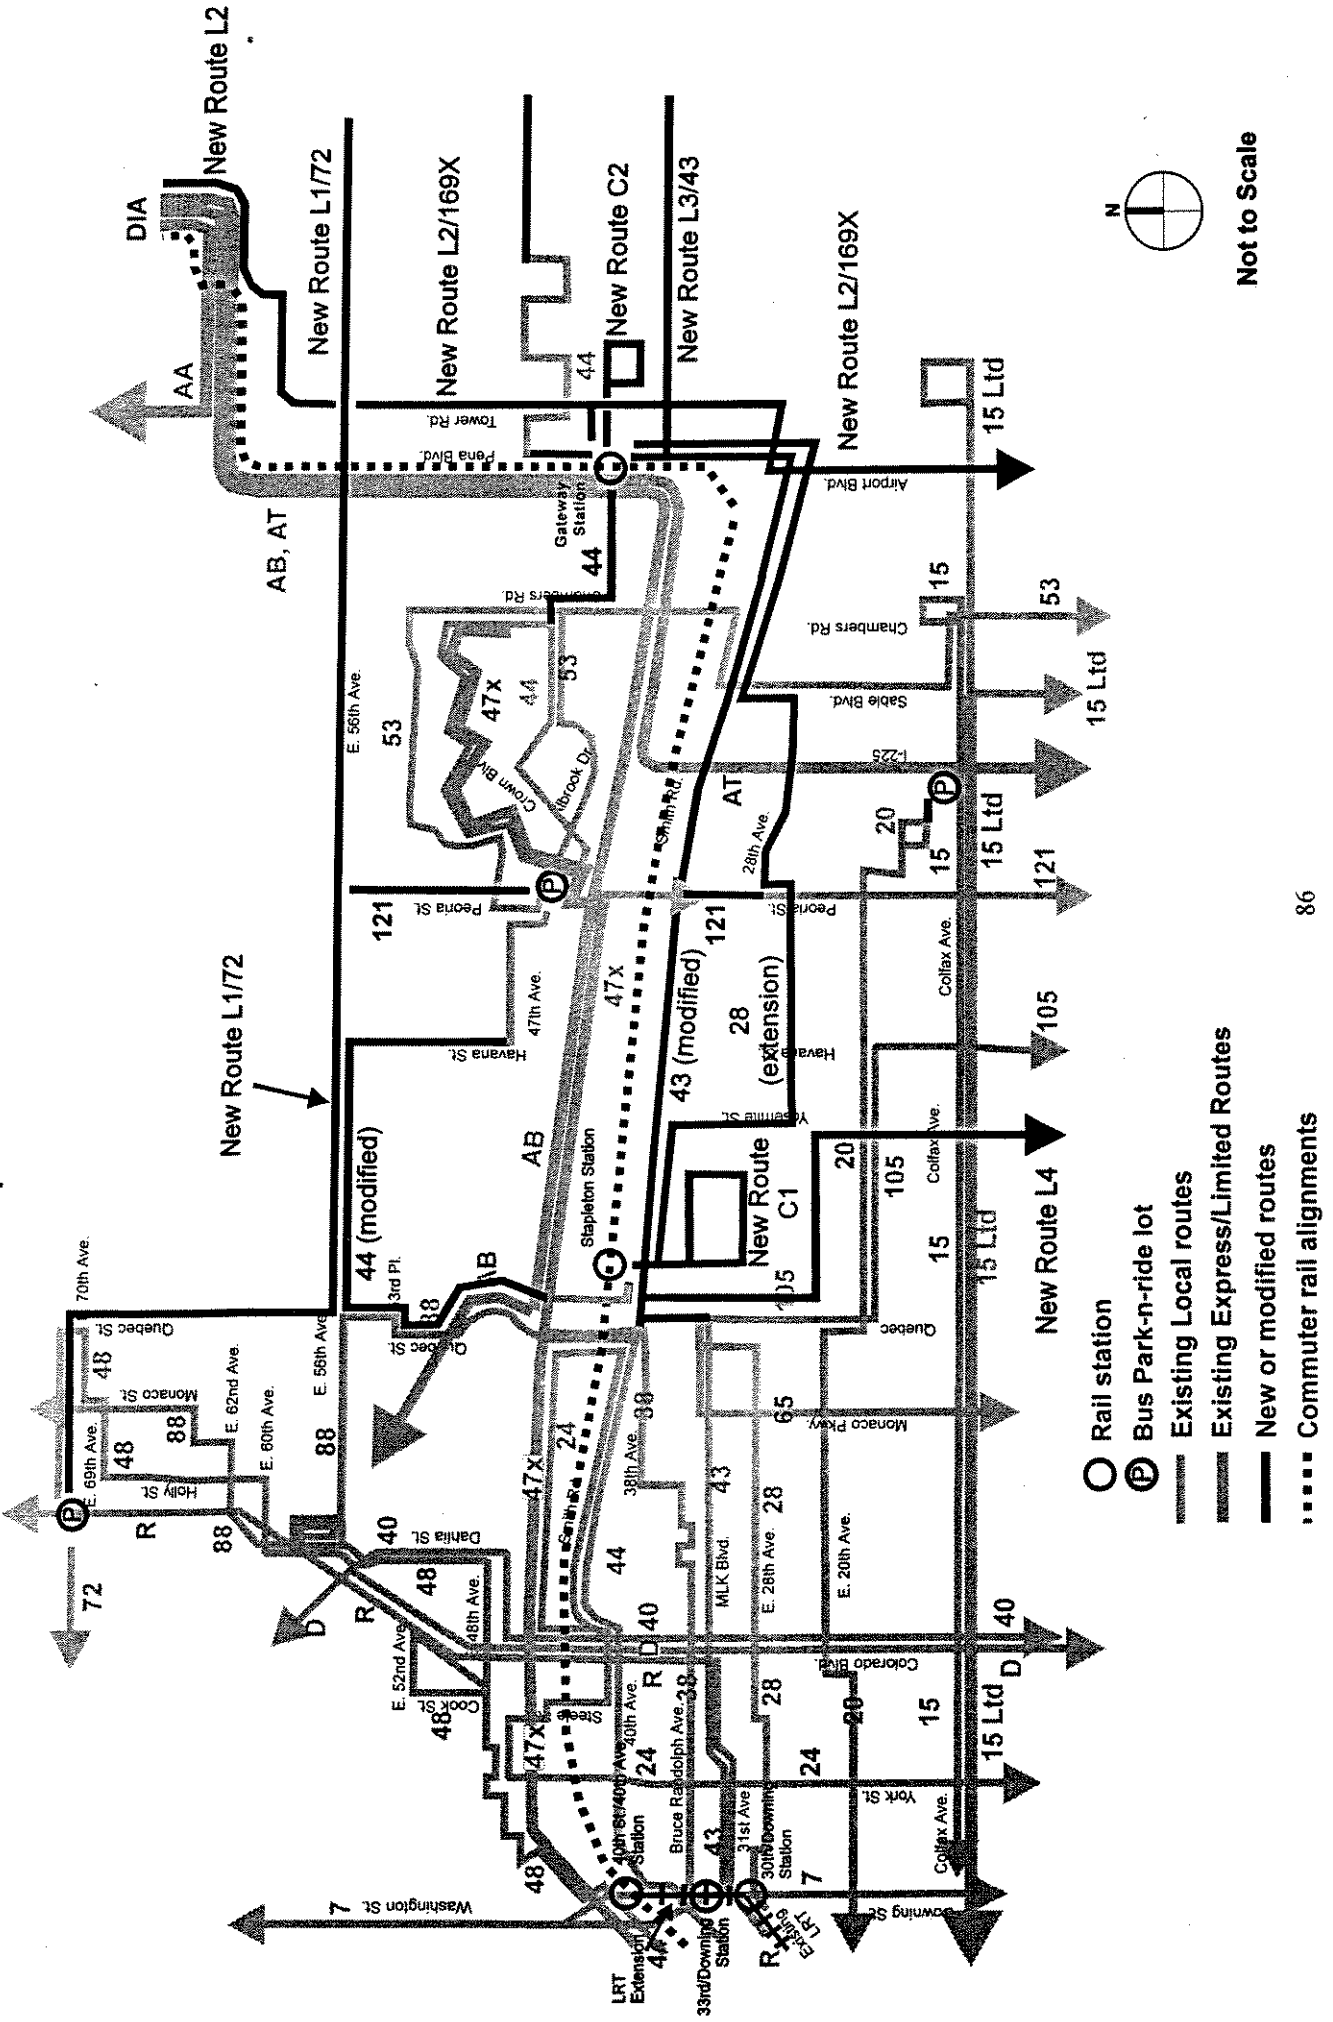 New Route L2
DIA
AA
New Route L1/72
New Route L2/169X
Tower Rd.
Pena Blvd.
44
New Route C2
New Route L3/43
New Route L2/169X
Airport Blvd.
15 Ltd
N
Not to Scale
AB, AT
Gateway
Station
44
Chambers Rd.
15
53
Chambers Rd.
E. 56th Ave.
53
47x
44
53
Crown Blv
Sable Blvd.
15 Ltd
I-225
AT
Smith Rd.
28th Ave.
20
P
15
15 Ltd
121
P
121
Peoria St.
121
Peoria St.
New Route L1/72
47th Ave.
47x
43 (modified)
28
(extension)
Colfax Ave.
105
Havana St.
Yosemite St.
44 (modified)
AB
Stapleton Station
New Route
C1
20
105
Colfax Ave.
New Route L4
70th Ave.
3rd Pl.
AB
15
15 Ltd
105
Quebec St.
Quebec St
Quebec
48
Monaco St.
E. 62nd Ave.
E. 60th Ave.
E. 56th Ave
88
88
48
E. 69th Ave.
Holly St.
P
R
88
72
24
47x
38th Ave.
43
65
Monaco Pkwy.
28
44
MLK Blvd.
E. 28th Ave.
E. 20th Ave.
40
Dahlia St.
48
D
R
48th Ave.
E. 52nd Ave
Cook St.
48
40
D
R
38
28
Colorado Blvd.
40
D
Steele
40th Ave.
47x
24
Bruce Randolph Ave.
24
20
15
15 Ltd
York St.
40th St./40th Ave
Station
43
31st Ave
30th/Downing
Station
7
Colfax Ave.
48
7
Washington St.
LRT
Extension
33rd/Downing
Station
R
Existing
LRT
Downing St
Rail station
P Bus Park-n-ride lot
Existing Local routes
Existing Express/Limited Routes
New or modified routes
Commuter rail alignments
86